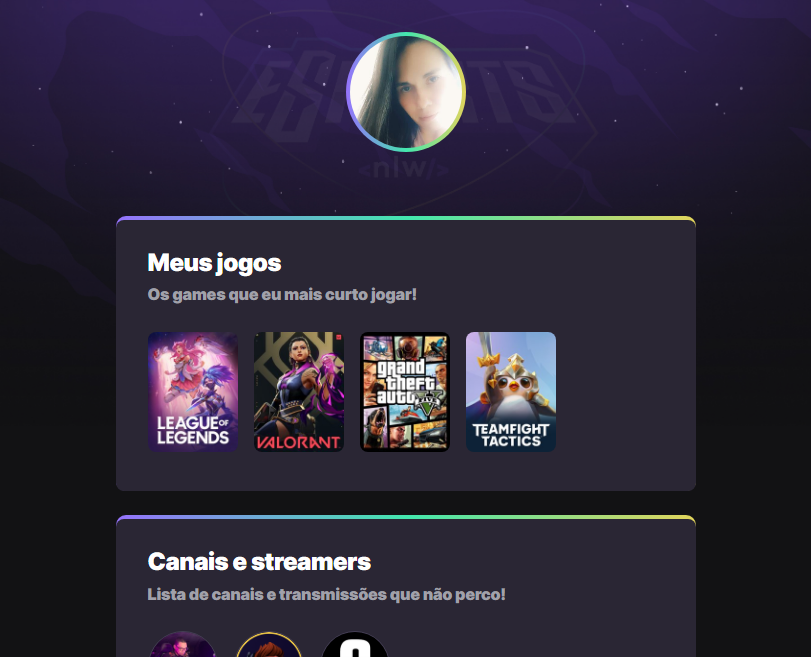 ESPORTS
<nlw/>
Meus jogos
Os games que eu mais curto jogar!
LEAGUE OF
LEGENDS
VALORANT
grand
theft
auto V
FIVE
TEAMFIGHT
TACTICS
Canais e streamers
Lista de canais e transmissões que não perco!